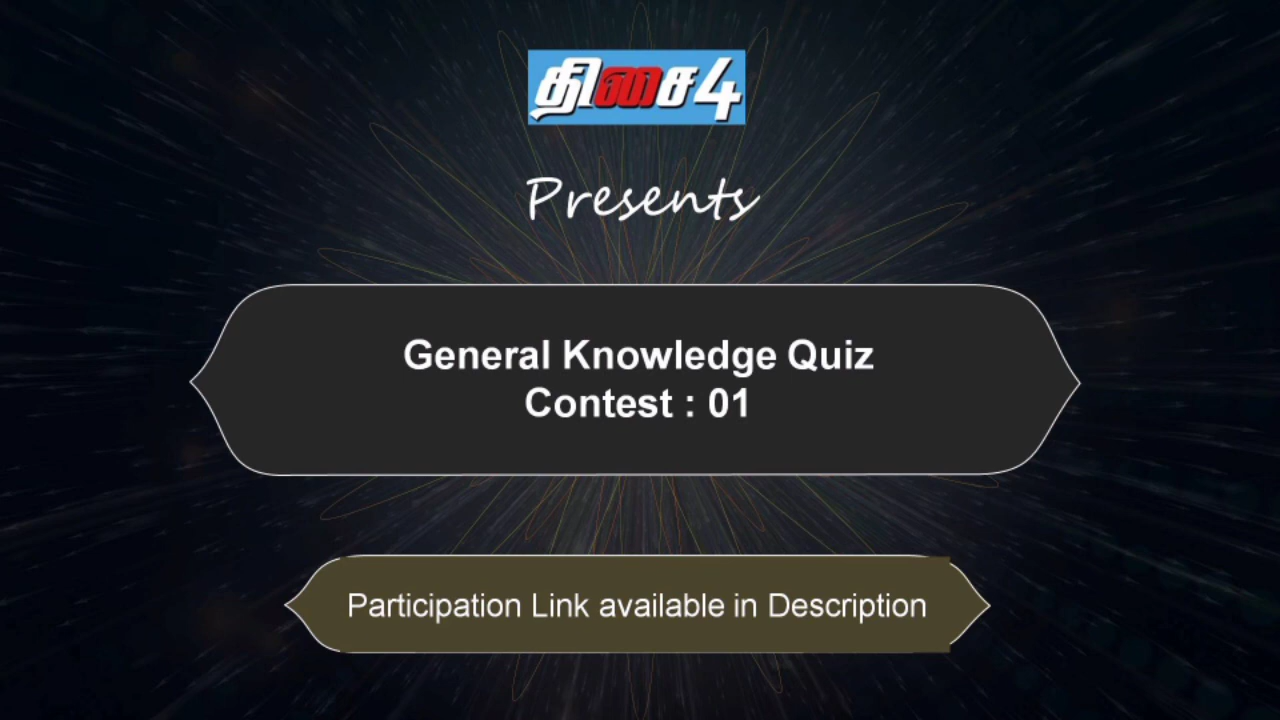 திசை4
Presents
General Knowledge Quiz
Contest : 01
Participation Link available in Description